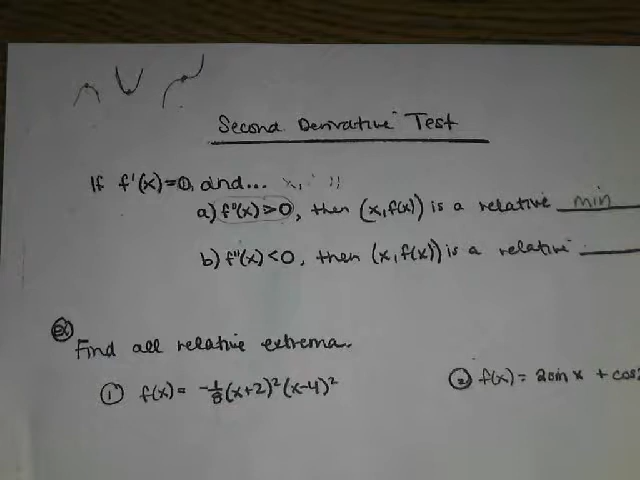 Second Derivative Test
If f'(x)=0, and...
a) f"(x)>0, then (x,f(x)) is a relative min
b) f"(x)<0, then (x,f(x)) is a relative
Ex
Find all relative extrema.
① f(x)= -1/8(x+2)²(x-4)²
② f(x)= 2sin x + cos2